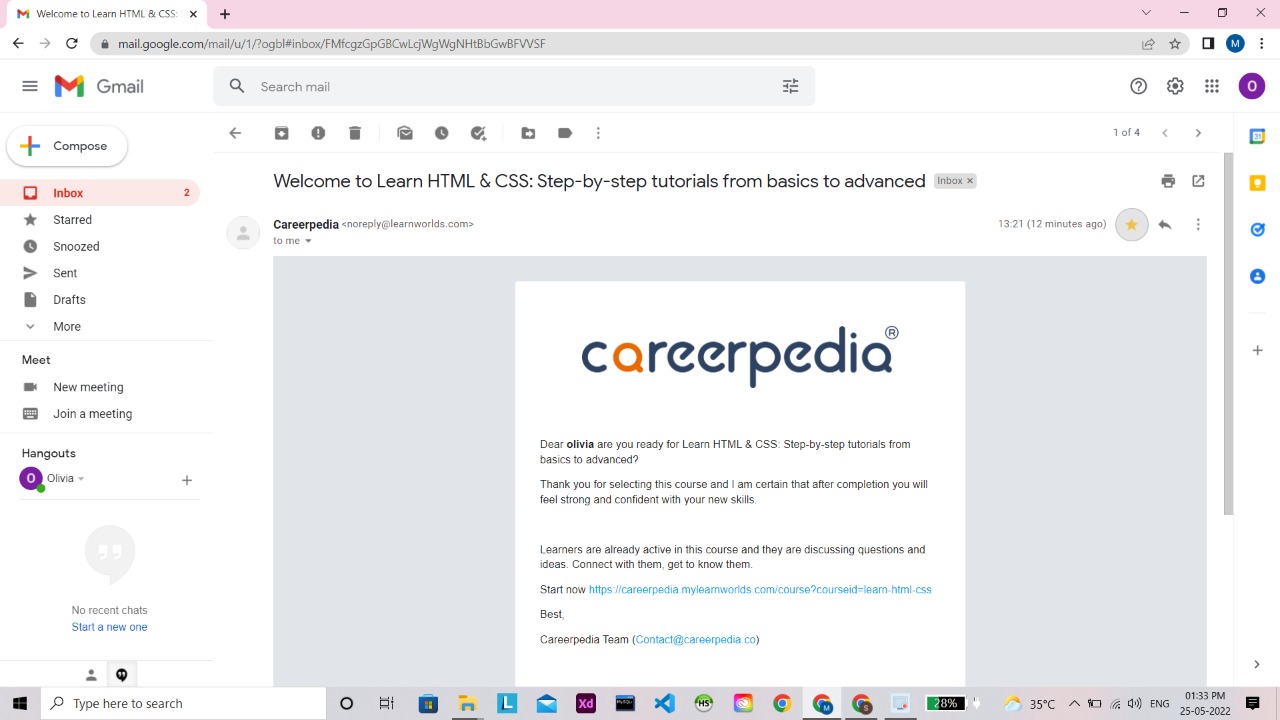 Welcome to Learn HTML & CSS:
mail.google.com/mail/u/1/?ogbl#inbox/FMfcgzGpGBCwLcjWgWgNHtBbGwBFVVSF
M
Gmail
Search mail
O
Compose
1 of 4
31
Inbox 2
Starred
Snoozed
Sent
Drafts
More
Meet
New meeting
Join a meeting
Hangouts
O Olivia
No recent chats
Start a new one
Welcome to Learn HTML & CSS: Step-by-step tutorials from basics to advanced Inbox
Careerpedia <noreply@learnworlds.com>
13:21 (12 minutes ago)
to me
careerpedia®
Dear olivia are you ready for Learn HTML & CSS: Step-by-step tutorials from
basics to advanced?
Thank you for selecting this course and I am certain that after completion you will
feel strong and confident with your new skills.
Learners are already active in this course and they are discussing questions and
ideas. Connect with them, get to know them.
Start now https://careerpedia.mylearnworlds.com/course?courseid=learn-html-css
Best,
Careerpedia Team (Contact@careerpedia.co)
Type here to search
L
Xd
HS
M
S
28%
35°C
ENG
01:33 PM
25-05-2022